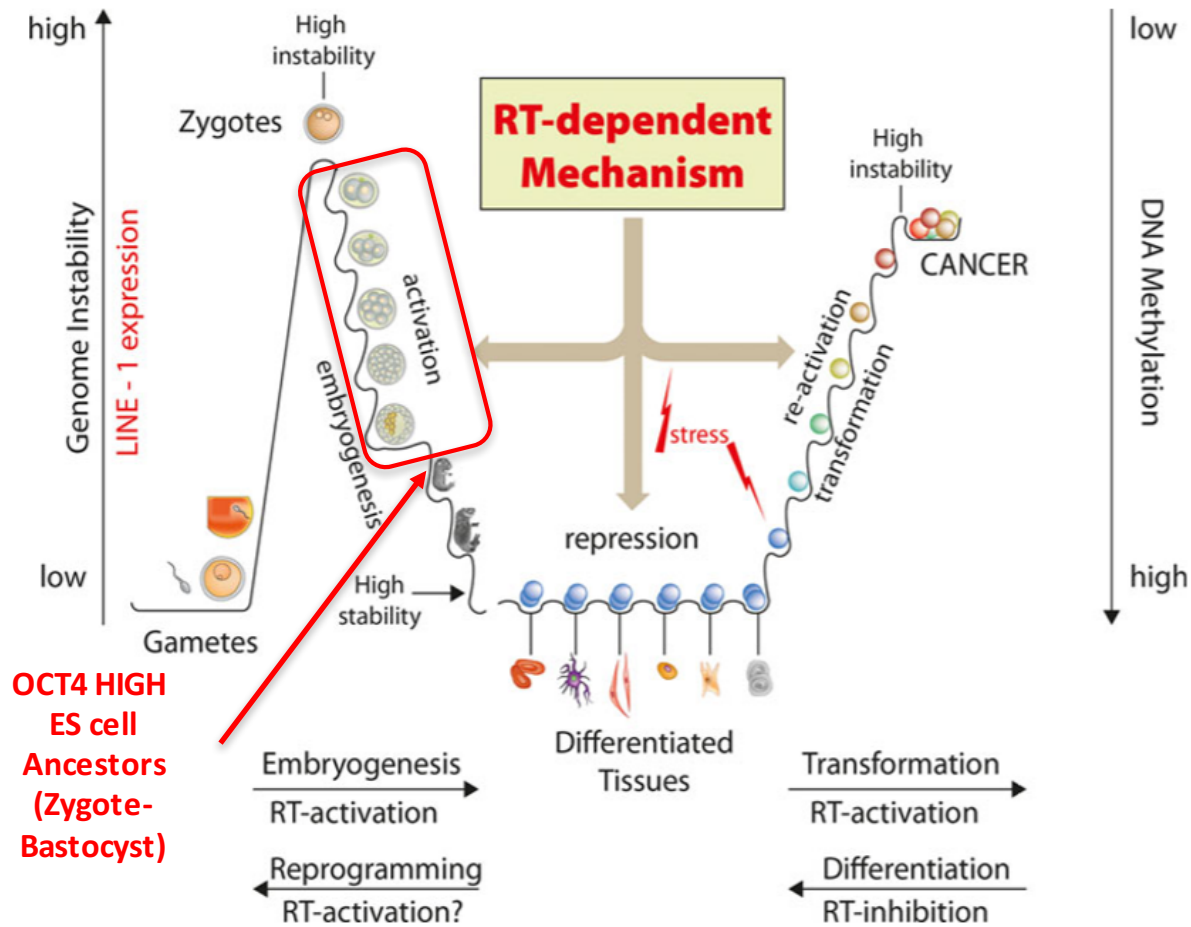 high
High
instability
Zygotes
RT-dependent
Mechanism
High
instability
low
Genome Instability
LINE - 1 expression
activation
embryogenesis
CANCER
DNA Methylation
re-activation
transformation
stress
repression
low
High
stability
high
Gametes
OCT4 HIGH
ES cell
Ancestors
(Zygote-
Bastocyst)
Differentiated
Tissues
Embryogenesis
RT-activation
Transformation
RT-activation
Reprogramming
RT-activation?
Differentiation
RT-inhibition